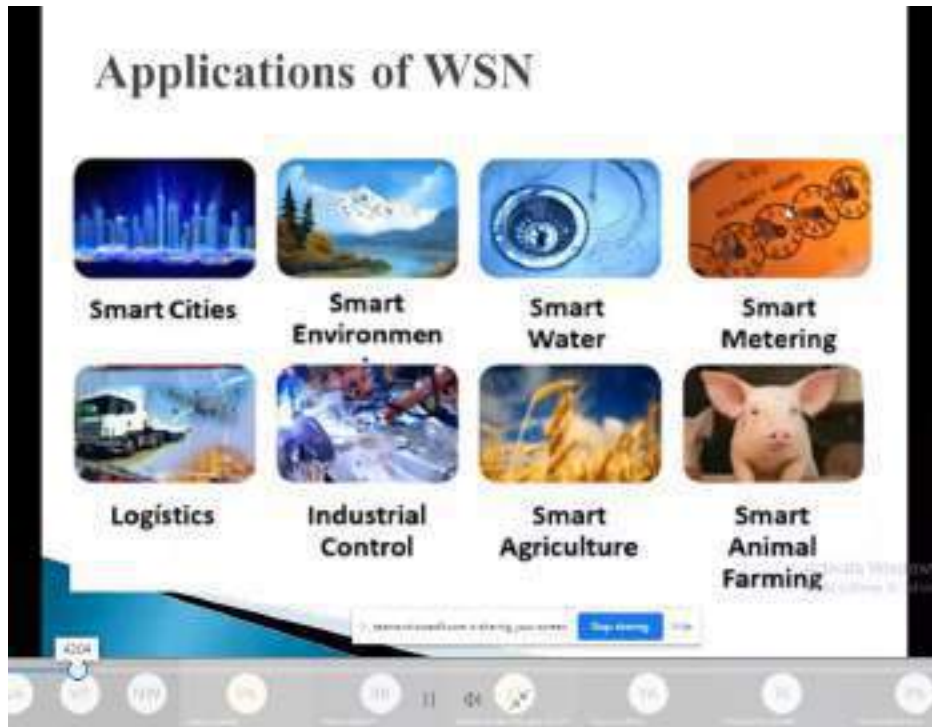 Applications of WSN
Smart Cities
Smart
Environmen
Smart
Water
Smart
Metering
Logistics
Industrial
Control
Smart
Agriculture
Smart
Animal
Farming
Stop sharing
Hide